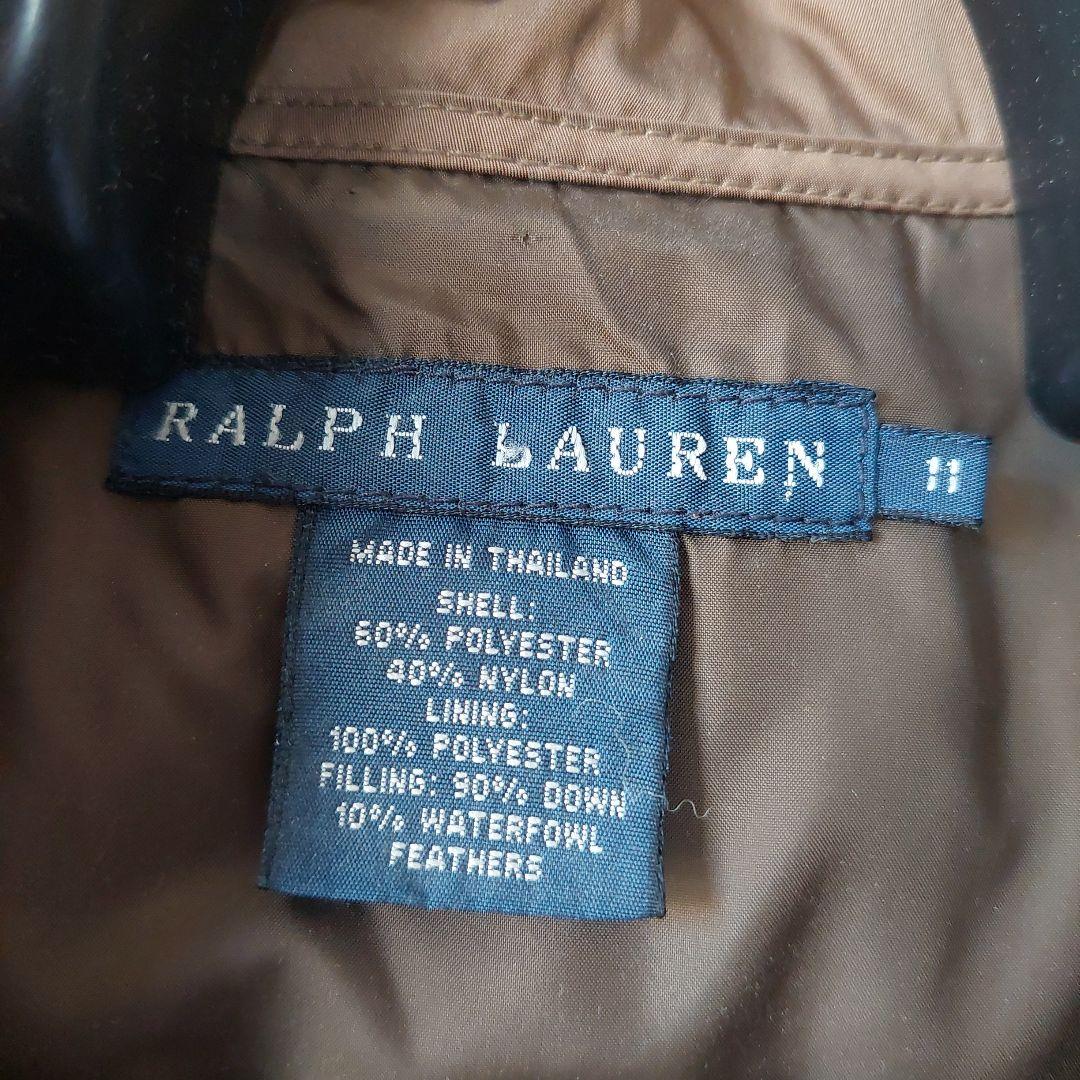 RALPH LAUREN
11
MADE IN THAILAND
SHELL:
60% POLYESTER
40% NYLON
LINING:
100% POLYESTER
FILLING: 90% DOWN
10% WATERFOWL
FEATHERS